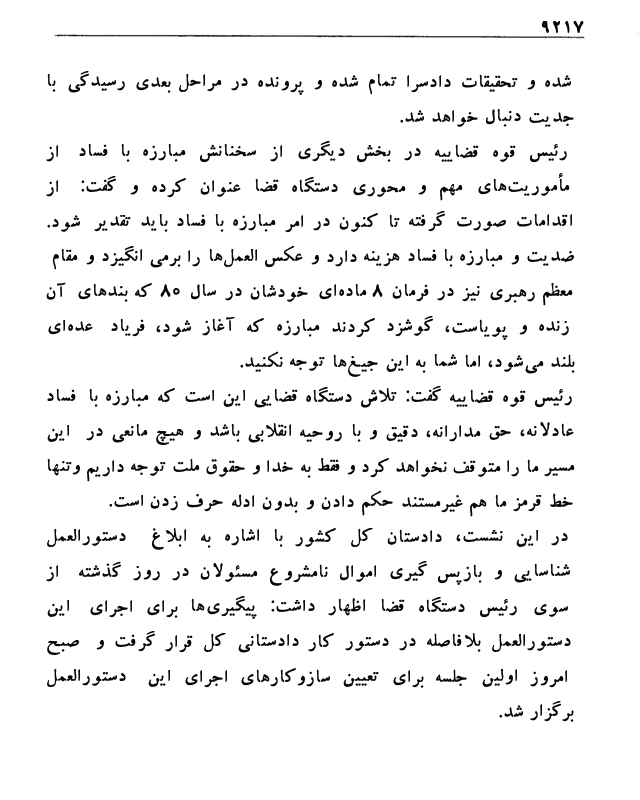 ۹۲۱۷
شده و تحقیقات دادسرا تمام شده و پرونده در مراحل بعدی رسیدگی با
جدیت دنبال خواهد شد.
رئیس قوه قضاییه در بخش دیگری از سخنانش مبارزه با فساد از
مأموریت‌های مهم و محوری دستگاه قضا عنوان کرده و گفت: از
اقدامات صورت گرفته تا کنون در امر مبارزه با فساد باید تقدیر شود.
ضدیت و مبارزه با فساد هزینه دارد و عکس العمل‌ها را برمی انگیزد و مقام
معظم رهبری نیز در فرمان ۸ ماده‌ای خودشان در سال ۸۰ که بندهای آن
زنده و پویاست، گوشزد کردند مبارزه که آغاز شود، فریاد عده‌ای
بلند می‌شود، اما شما به این جیغ‌ها توجه نکنید.
رئیس قوه قضاییه گفت: تلاش دستگاه قضایی این است که مبارزه با فساد
عادلانه، حق مدارانه، دقیق و با روحیه انقلابی باشد و هیچ مانعی در این
مسیر ما را متوقف نخواهد کرد و فقط به خدا و حقوق ملت توجه داریم وتنها
خط قرمز ما هم غیرمستند حکم دادن و بدون ادله حرف زدن است.
در این نشست، دادستان کل کشور با اشاره به ابلاغ دستورالعمل
شناسایی و بازپس گیری اموال نامشروع مسئولان در روز گذشته از
سوی رئیس دستگاه قضا اظهار داشت: پیگیری‌ها برای اجرای این
دستورالعمل بلافاصله در دستور کار دادستانی کل قرار گرفت و صبح
امروز اولین جلسه برای تعیین سازوکارهای اجرای این دستورالعمل
برگزار شد.